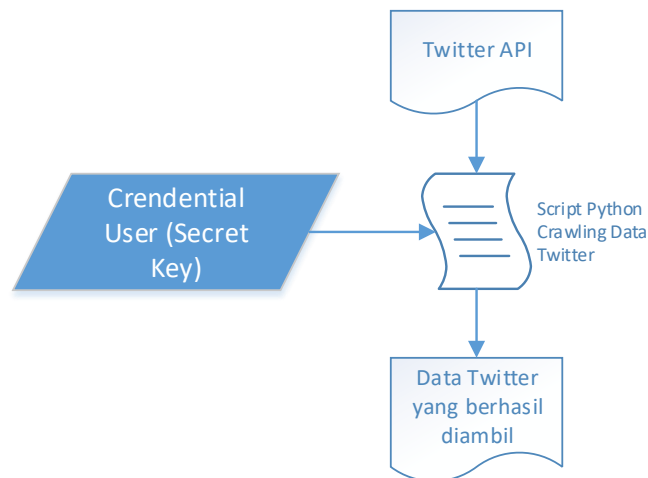 Twitter API
Crendential
User (Secret
Key)
Script Python
Crawling Data
Twitter
Data Twitter
yang berhasil
diambil